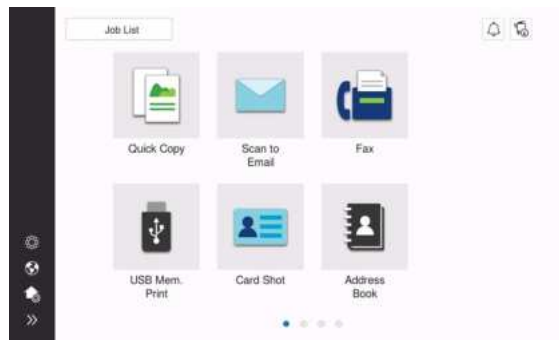 Job List
Quick Copy
Scan to
Email
Fax
USB Mem.
Print
Card Shot
Address
Book